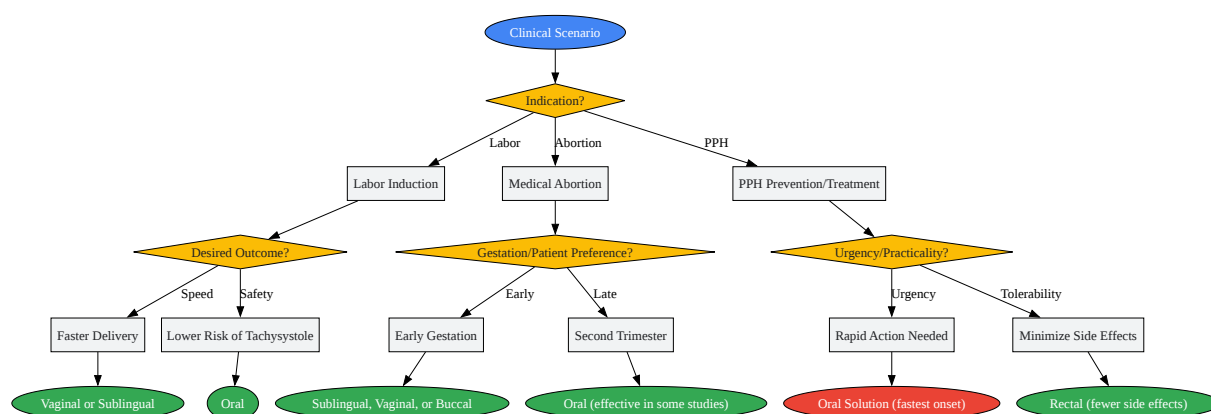 Clinical Scenario
Indication?
Labor
Abortion
PPH
Labor Induction
Medical Abortion
PPH Prevention/Treatment
Desired Outcome?
Gestation/Patient Preference?
Urgency/Practicality?
Speed
Safety
Early
Late
Urgency
Tolerability
Faster Delivery
Lower Risk of Tachysystole
Early Gestation
Second Trimester
Rapid Action Needed
Minimize Side Effects
Vaginal or Sublingual
Oral
Sublingual, Vaginal, or Buccal
Oral (effective in some studies)
Oral Solution (fastest onset)
Rectal (fewer side effects)